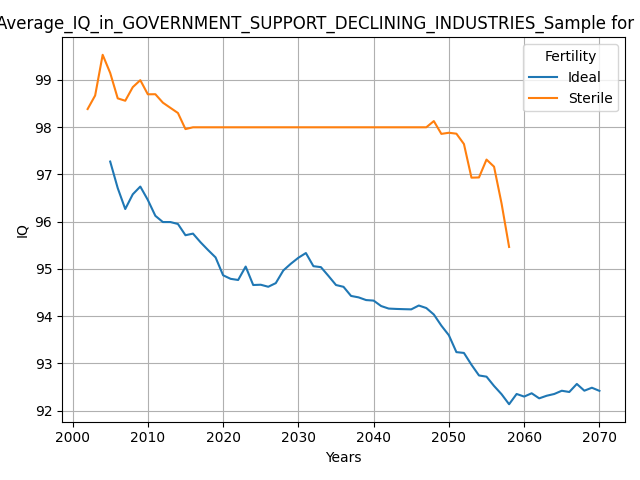 Average_IQ_in_GOVERNMENT_SUPPORT_DECLINING_INDUSTRIES_Sample for
Fertility
Ideal
Sterile
99
98
97
96
95
94
93
92
IQ
2000 2010 2020 2030 2040 2050 2060 2070
Years